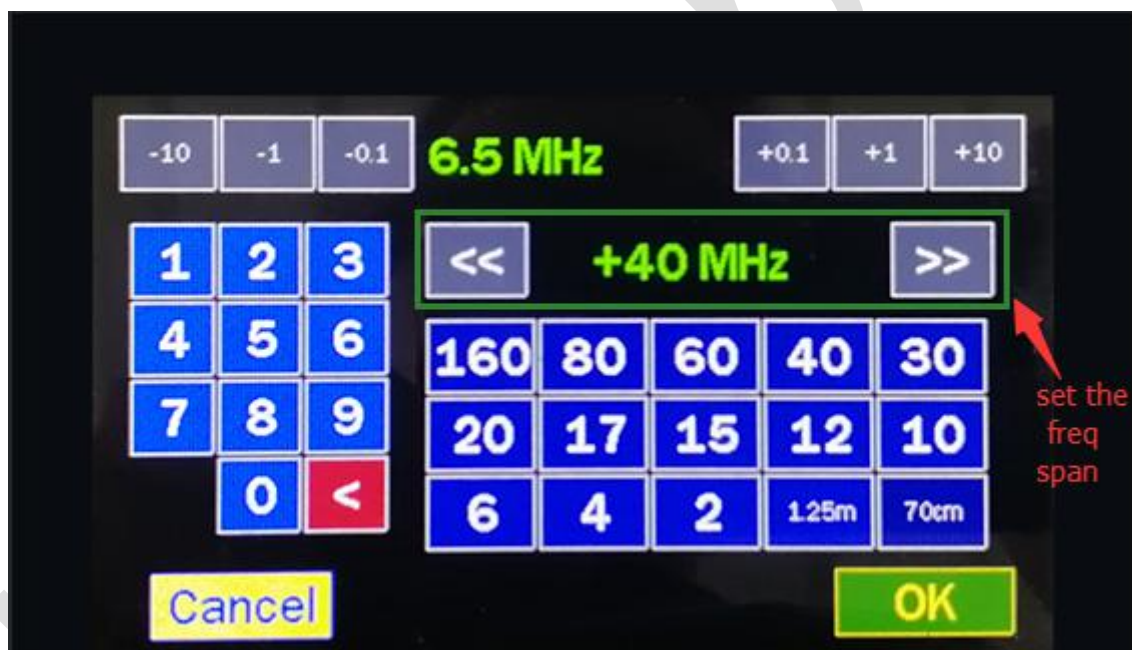 -10 -1 -0.1 6.5 MHz +0.1 +1 +10
1 2 3 << +40 MHz >>
4 5 6 160 80 60 40 30
7 8 9 20 17 15 12 10
0 < 6 4 2 1.25m 70cm
set the
freq
span
Cancel OK